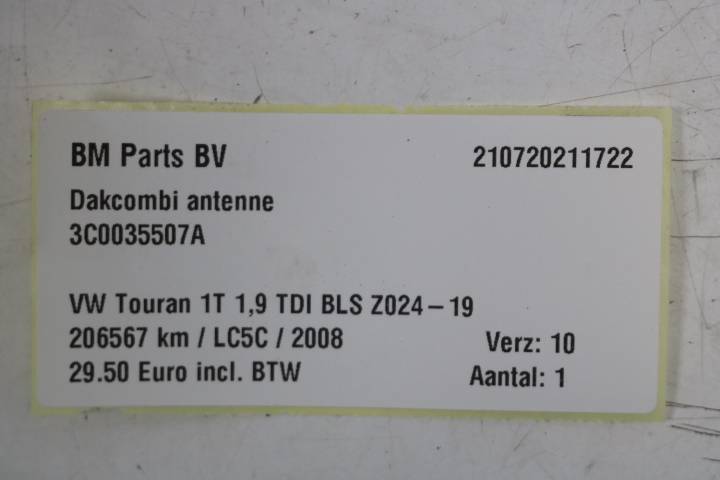 BM Parts BV 210720211722
Dakcombi antenne
3C0035507A
VW Touran 1T 1,9 TDI BLS Z024-19
206567 km / LC5C / 2008 Verz: 10
29.50 Euro incl. BTW Aantal: 1